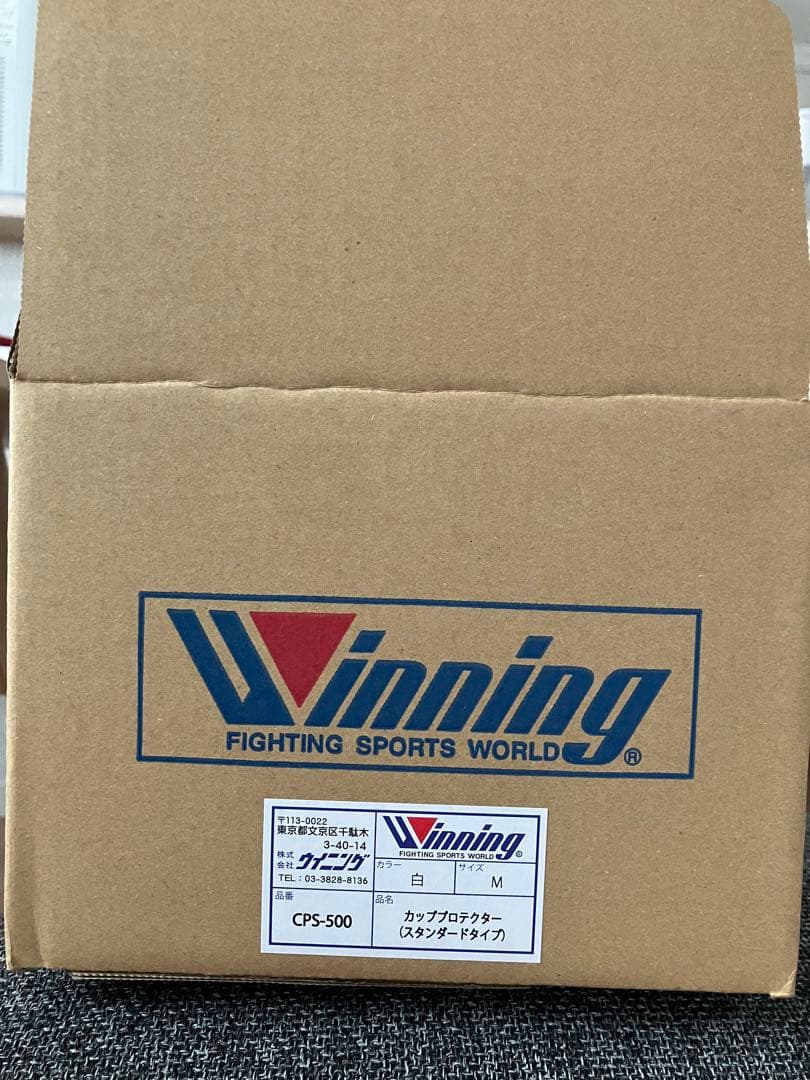 Winning
FIGHTING SPORTS WORLD®
〒113-0022
東京都文京区千駄木
3-40-14
株式会社 ウイニング
TEL：03-3828-8136
Winning
FIGHTING SPORTS WORLD®
カラー 白
サイズ M
品番
CPS-500
品名
カッププロテクター
(スタンダードタイプ)